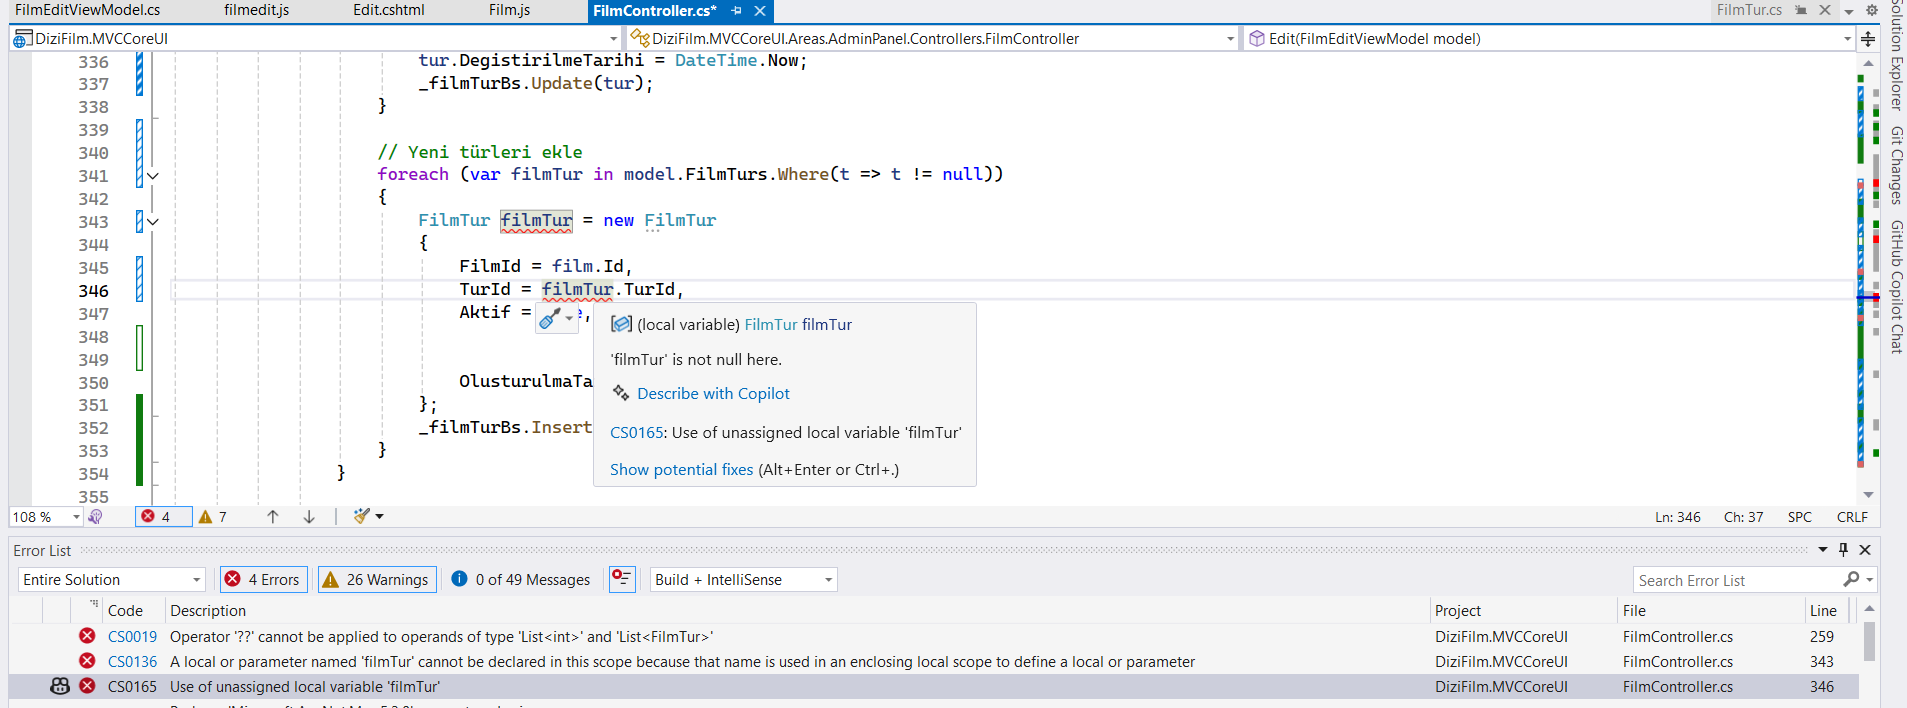 FilmEditViewModel.cs filmedit.js Edit.cshtml Film.js FilmController.cs* FilmTur.cs
DiziFilm.MVCCoreUI DiziFilm.MVCCoreUI.Areas.AdminPanel.Controllers.FilmController Edit(FilmEditViewModel model)
336 tur.DegistirilmeTarihi = DateTime.Now;
337 _filmTurBs.Update(tur);
338 }
339
340 // Yeni türleri ekle
341 foreach (var filmTur in model.FilmTurs.Where(t => t != null))
342 {
343 FilmTur filmTur = new FilmTur
344 {
345 FilmId = film.Id,
346 TurId = filmTur.TurId,
347 Aktif = e,
348
349
350 OlusturulmaTa
351 };
352 _filmTurBs.Insert
353 }
354 }
355
(local variable) FilmTur filmTur
'filmTur' is not null here.
Describe with Copilot
CS0165: Use of unassigned local variable 'filmTur'
Show potential fixes (Alt+Enter or Ctrl+.)
Solution Explorer
Git Changes
GitHub Copilot Chat
108 % 4 7 Ln: 346 Ch: 37 SPC CRLF
Error List
Entire Solution 4 Errors 26 Warnings 0 of 49 Messages Build + IntelliSense Search Error List
Code Description Project File Line
CS0019 Operator '??' cannot be applied to operands of type 'List<int>' and 'List<FilmTur>' DiziFilm.MVCCoreUI FilmController.cs 259
CS0136 A local or parameter named 'filmTur' cannot be declared in this scope because that name is used in an enclosing local scope to define a local or parameter DiziFilm.MVCCoreUI FilmController.cs 343
CS0165 Use of unassigned local variable 'filmTur' DiziFilm.MVCCoreUI FilmController.cs 346